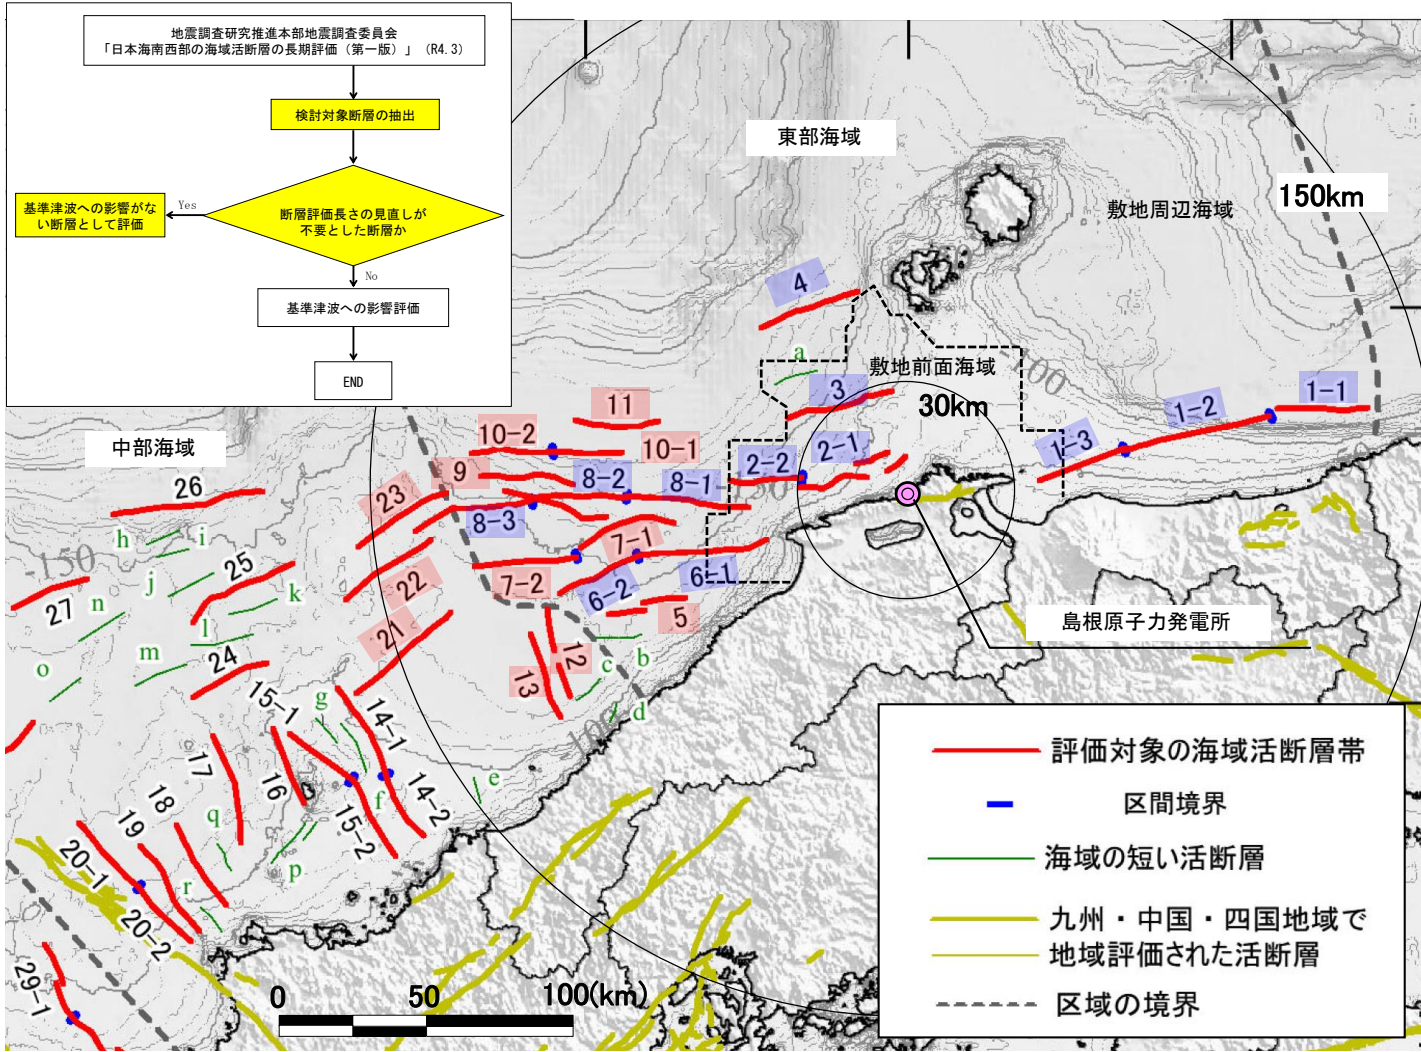 地震調査研究推進本部地震調査委員会
「日本海南西部の海域活断層の長期評価（第一版）」（R4.3）
検討対象断層の抽出
断層評価長さの見直しが
不要とした断層か
Yes
基準津波への影響がな
い断層として評価
No
基準津波への影響評価
END
東部海域
敷地周辺海域
150km
4
a
敷地前面海域
3
30km
1-1
1-2
1-3
-100
11
10-2
10-1
2-1
2-2
中部海域
9
8-2
8-1
-150
26
23
8-3
7-1
h
i
-150
25
j
22
7-2
6-2
6-1
27
n
k
5
l
21
m
24
12
b
o
13
c
15-1
g
14-1
d
-100
17
16
e
18
f
14-2
q
15-2
19
20-1
p
r
20-2
29-1
島根原子力発電所
評価対象の海域活断層帯
区間境界
海域の短い活断層
九州・中国・四国地域で
地域評価された活断層
区域の境界
0 50 100(km)